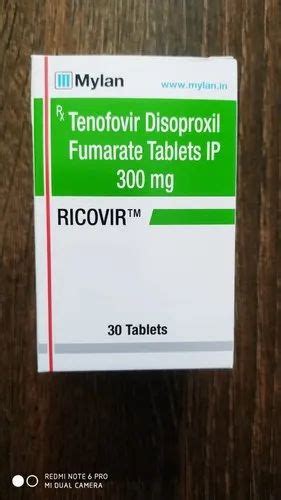 Mylan
www.mylan.in
Rx Tenofovir Disoproxil
Fumarate Tablets IP
300 mg
RICOVIR™
30 Tablets
REDMI NOTE 6 PRO
MI DUAL CAMERA